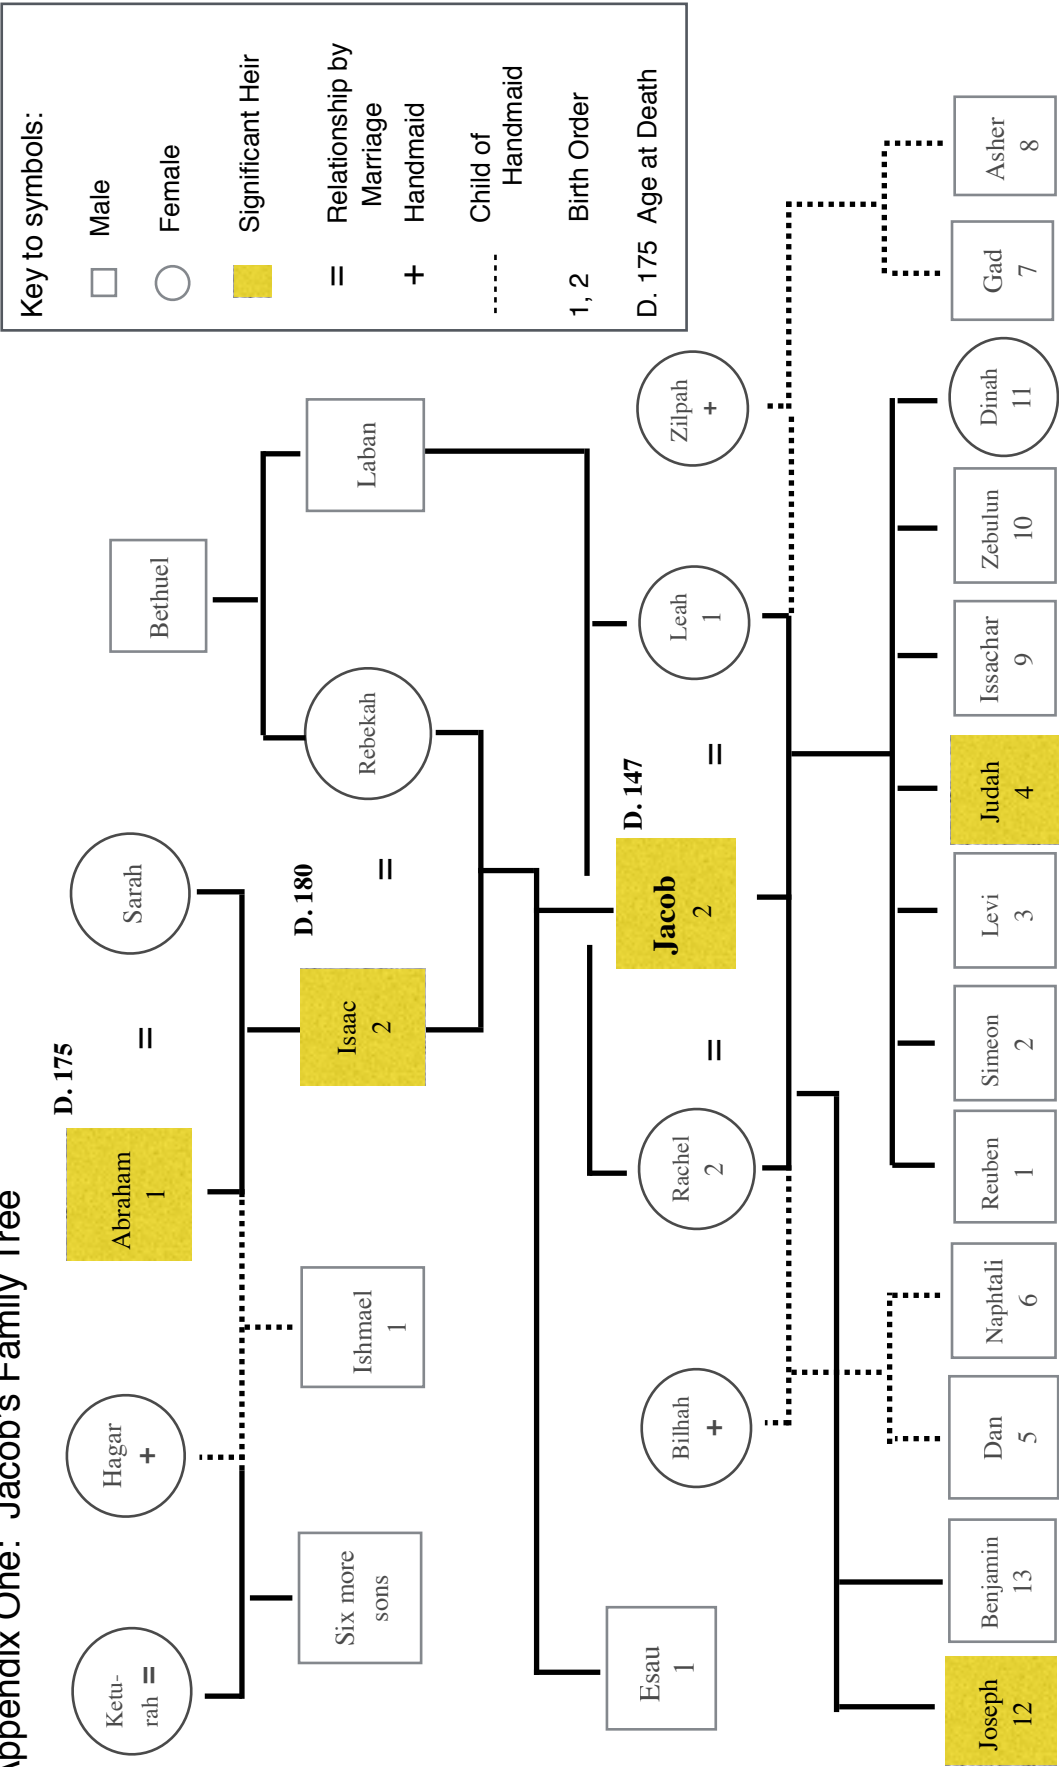 Appendix One: Jacob's Family Tree
Key to symbols:
Male
Female
Significant Heir
= Relationship by
Marriage
+ Handmaid
Child of
Handmaid
1, 2 Birth Order
D. 175 Age at Death
Ketu-
rah =
Hagar
+
Abraham
1
D. 175
=
Sarah
Bethuel
Six more
sons
Ishmael
1
Isaac
2
D. 180
=
Rebekah
Laban
Esau
1
Bilhah
+
Rachel
2
=
Jacob
2
D. 147
=
Leah
1
Zilpah
+
Joseph
12
Benjamin
13
Dan
5
Naphtali
6
Reuben
1
Simeon
2
Levi
3
Judah
4
Issachar
9
Zebulun
10
Dinah
11
Gad
7
Asher
8